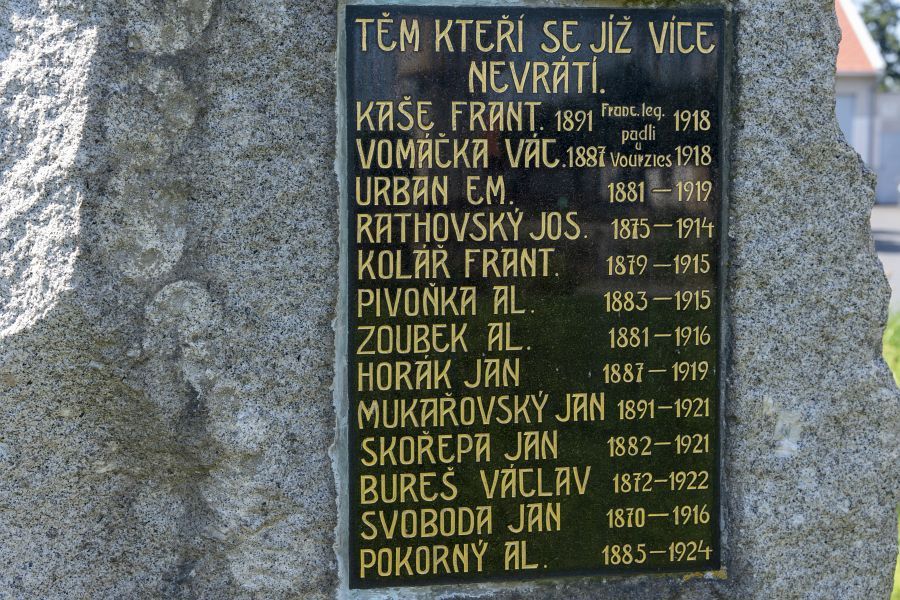 TĚM KTEŘÍ SE JÍŽ VÍCE
NEVRÁTÍ.
KAŠE FRANT. 1891 Franc. leg. 1918
padli
u
VOMÁČKA VÁC. 1887 Vourzies 1918
URBAN EM. 1881 — 1919
RATHOVSKÝ JOS. 1875 — 1914
KOLÁŘ FRANT. 1879 — 1915
PIVOŇKA AL. 1883 — 1915
ZOUBEK AL. 1881 — 1916
HORÁK JAN 1887 — 1919
MUKAŘOVSKÝ JAN 1891 — 1921
SKOŘEPA JAN 1882 — 1921
BUREŠ VÁCLAV 1872 — 1922
SVOBODA JAN 1870 — 1916
POKORNÝ AL. 1885 — 1924